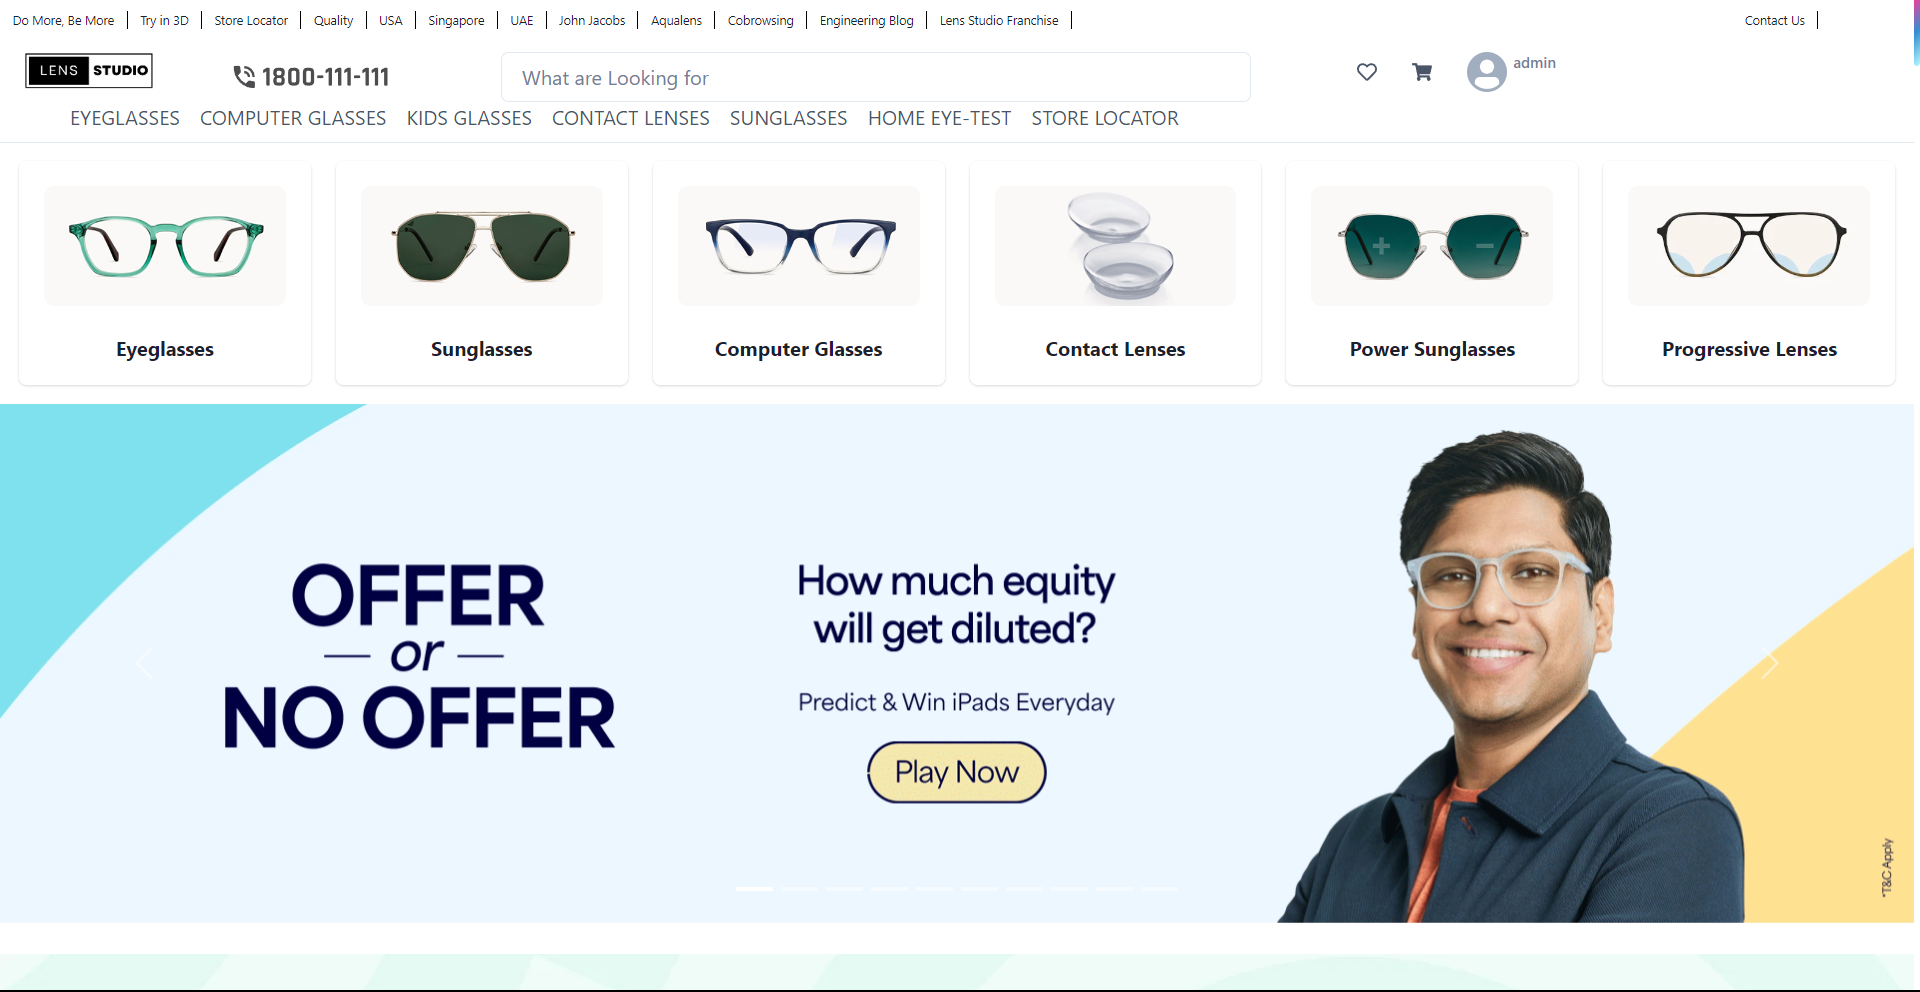 Do More, Be More
Try in 3D
Store Locator
Quality
USA
Singapore
UAE
John Jacobs
Aqualens
Cobrowsing
Engineering Blog
Lens Studio Franchise
Contact Us
LENS STUDIO
1800-111-111
What are Looking for
admin
EYEGLASSES
COMPUTER GLASSES
KIDS GLASSES
CONTACT LENSES
SUNGLASSES
HOME EYE-TEST
STORE LOCATOR
Eyeglasses
Sunglasses
Computer Glasses
Contact Lenses
Power Sunglasses
Progressive Lenses
OFFER
or
NO OFFER
How much equity
will get diluted?
Predict & Win iPads Everyday
Play Now
*T&C Apply